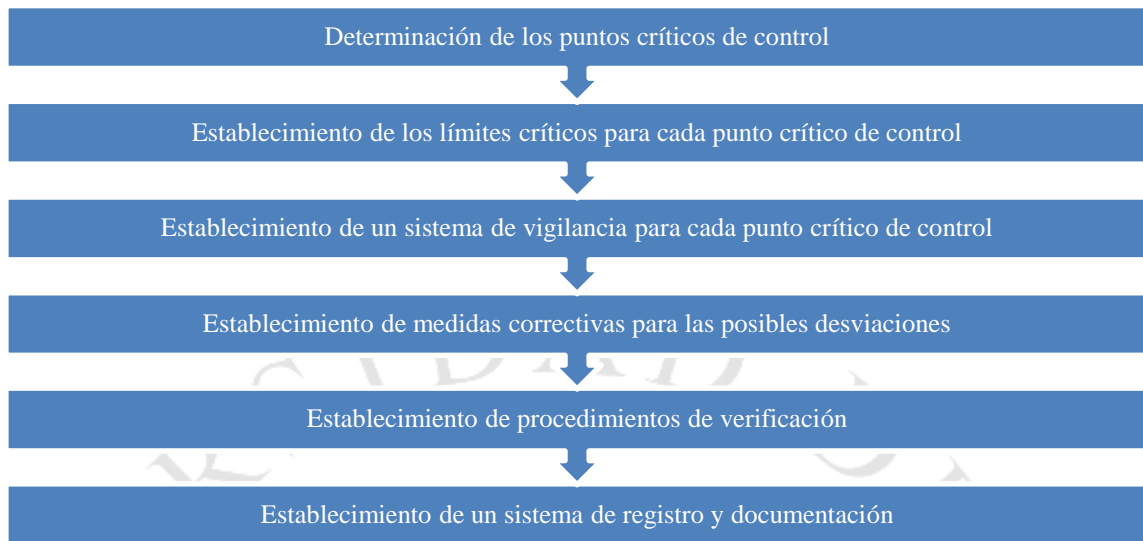 Determinación de los puntos críticos de control
Establecimiento de los límites críticos para cada punto crítico de control
Establecimiento de un sistema de vigilancia para cada punto crítico de control
Establecimiento de medidas correctivas para las posibles desviaciones
Establecimiento de procedimientos de verificación
Establecimiento de un sistema de registro y documentación